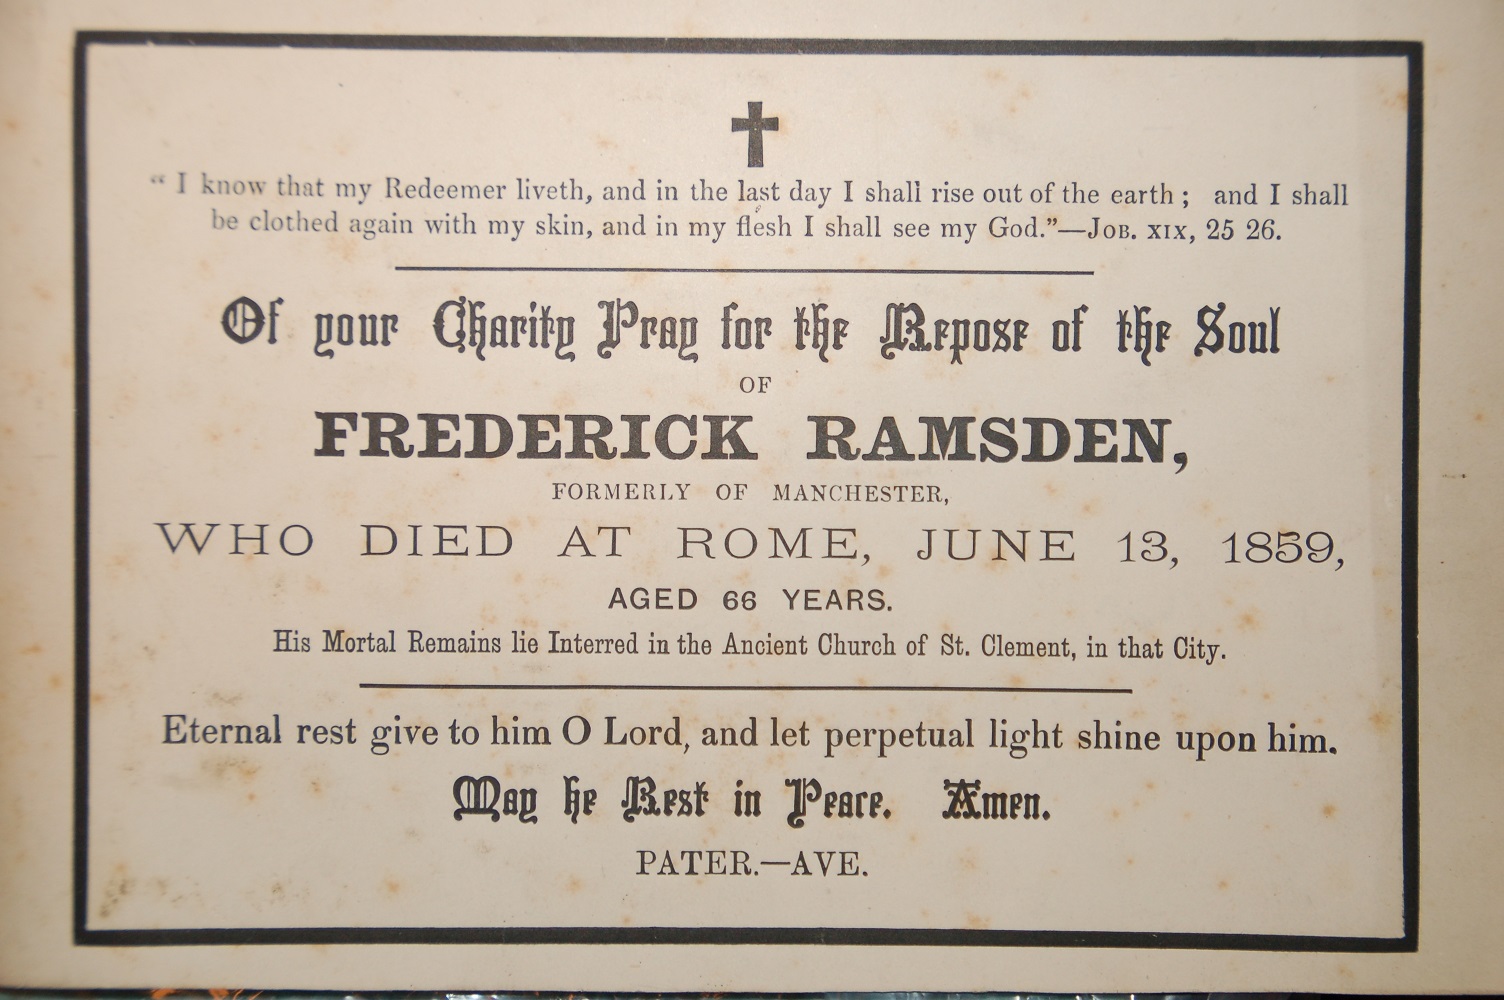 “ I know that my Redeemer liveth, and in the last day I shall rise out of the earth ; and I shall
be clothed again with my skin, and in my flesh I shall see my God.”—Job. xix, 25 26.
Of your Charity Pray for the Repose of the Soul
OF
FREDERICK RAMSDEN,
FORMERLY OF MANCHESTER,
WHO DIED AT ROME, JUNE 13, 1859,
AGED 66 YEARS.
His Mortal Remains lie Interred in the Ancient Church of St. Clement, in that City.
Eternal rest give to him O Lord, and let perpetual light shine upon him.
May he Rest in Peace. Amen.
PATER.—AVE.